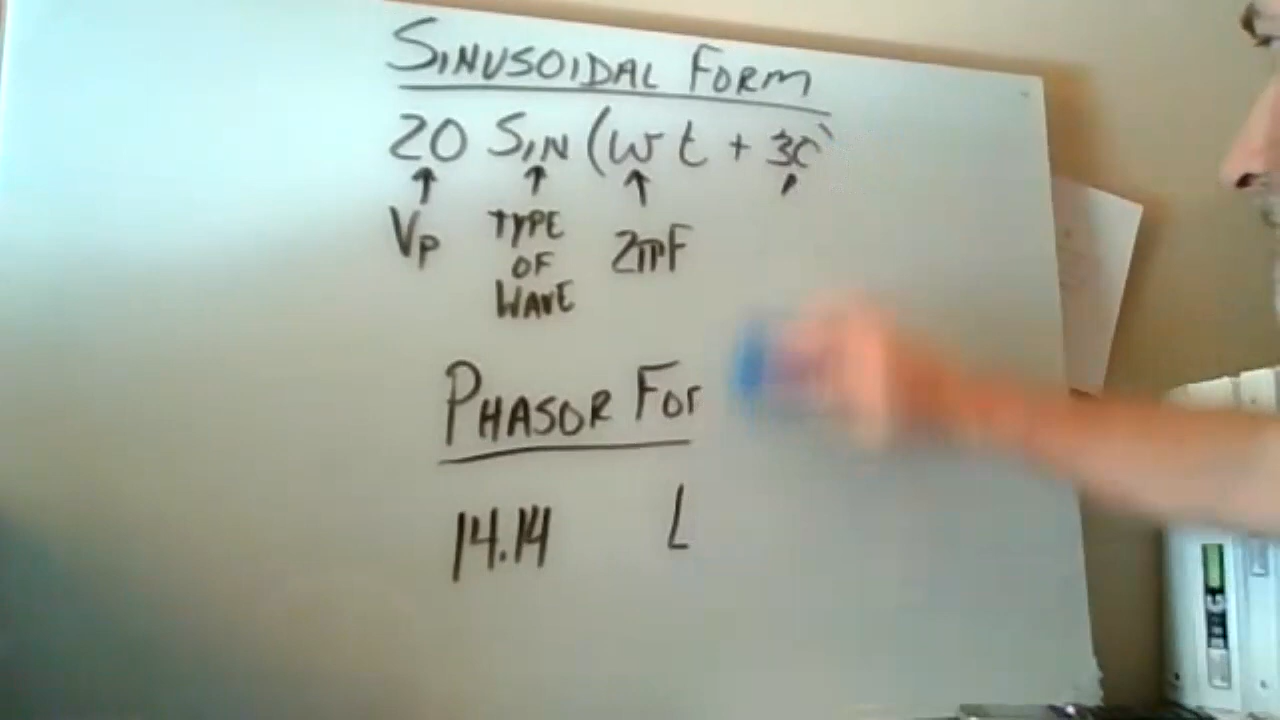 SINUSOIDAL FORM
20 SIN (ωt + 30
↑ ↑ ↑
Vp TYPE OF WAVE 2πF
PHASOR For
14.14 ∠